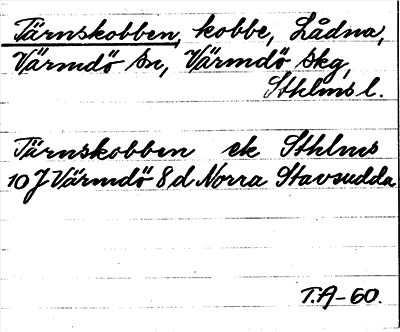 Tärnskobben, kobbe, Lådna,
Värmdö sn, Värmdö skg,
Sthlms l.
Tärnskobben ek Sthlms
10 J Värmdö 8 d Norra Stavsudda
T.A-60.